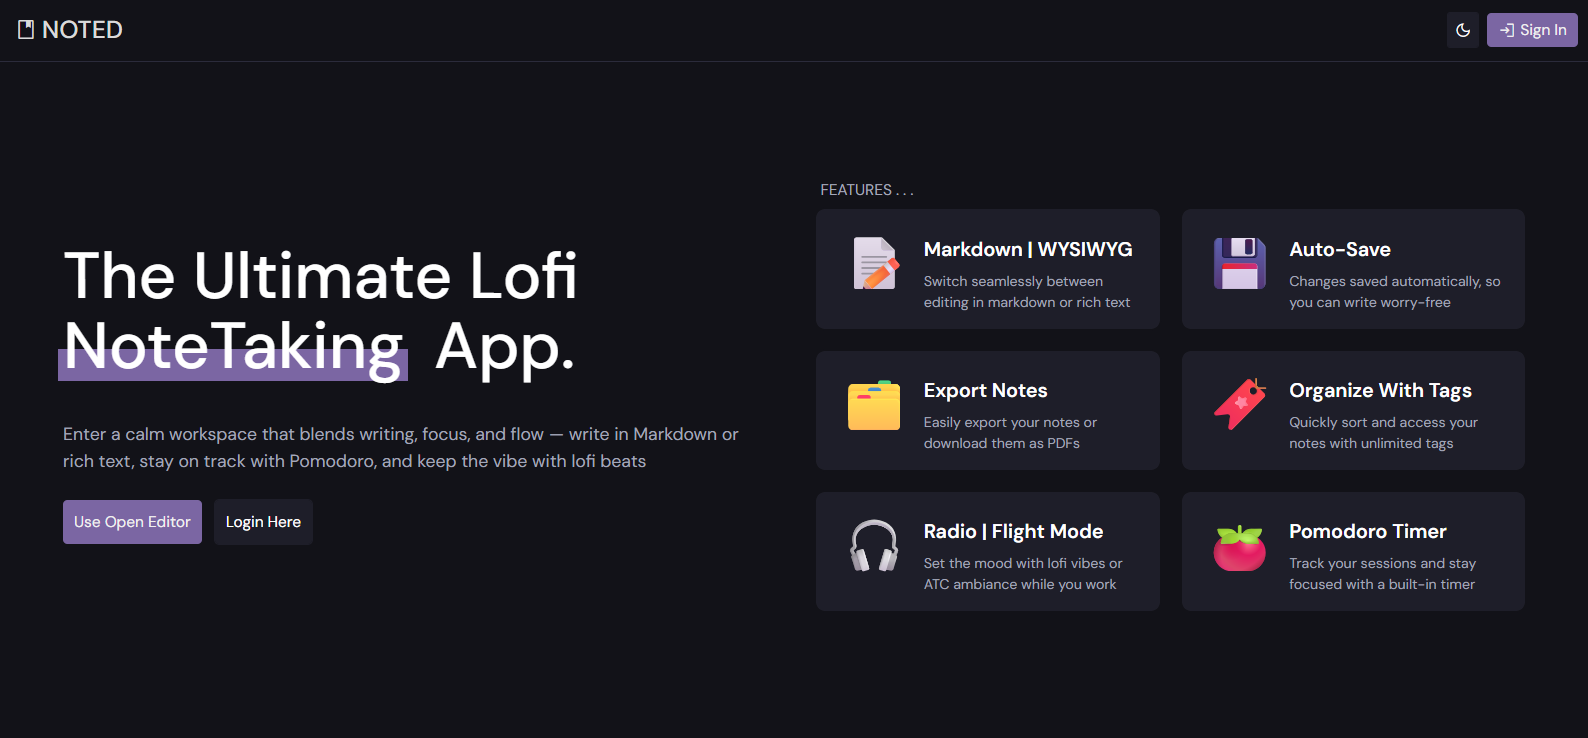 NOTED
Sign In
The Ultimate Lofi
NoteTaking App.
Enter a calm workspace that blends writing, focus, and flow — write in Markdown or
rich text, stay on track with Pomodoro, and keep the vibe with lofi beats
Use Open Editor
Login Here
FEATURES . . .
Markdown | WYSIWYG
Switch seamlessly between
editing in markdown or rich text
Auto-Save
Changes saved automatically, so
you can write worry-free
Export Notes
Easily export your notes or
download them as PDFs
Organize With Tags
Quickly sort and access your
notes with unlimited tags
Radio | Flight Mode
Set the mood with lofi vibes or
ATC ambiance while you work
Pomodoro Timer
Track your sessions and stay
focused with a built-in timer